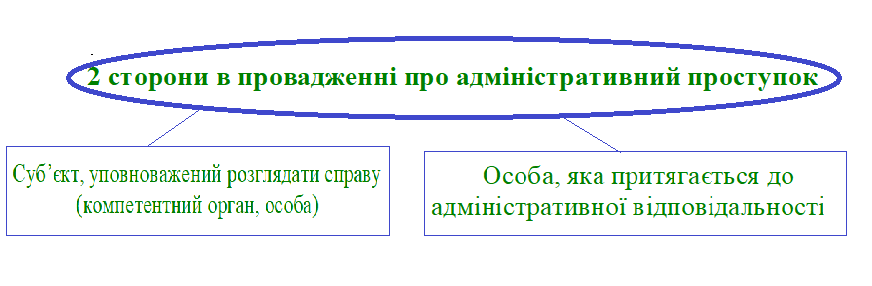 2 сторони в провадженні про адміністративний проступок
Суб’єкт, уповноважений розглядати справу
(компетентний орган, особа)
Особа, яка притягається до
адміністративної відповідальності